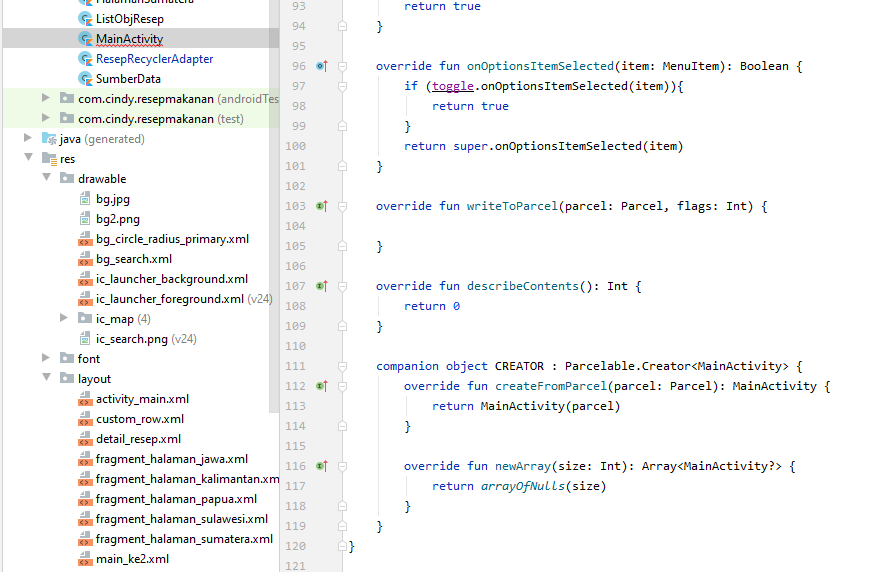 HalamanSumatera
ListObjResep
MainActivity
ResepRecyclerAdapter
SumberData
com.cindy.resepmakanan (androidTes
com.cindy.resepmakanan (test)
java (generated)
res
drawable
bg.jpg
bg2.png
bg_circle_radius_primary.xml
bg_search.xml
ic_launcher_background.xml
ic_launcher_foreground.xml (v24)
ic_map (4)
ic_search.png (v24)
font
layout
activity_main.xml
custom_row.xml
detail_resep.xml
fragment_halaman_jawa.xml
fragment_halaman_kalimantan.xm
fragment_halaman_papua.xml
fragment_halaman_sulawesi.xml
fragment_halaman_sumatera.xml
main_ke2.xml
93 return true
94 }
95
96 override fun onOptionsItemSelected(item: MenuItem): Boolean {
97 if (toggle.onOptionsItemSelected(item)){
98 return true
99 }
100 return super.onOptionsItemSelected(item)
101 }
102
103 override fun writeToParcel(parcel: Parcel, flags: Int) {
104
105 }
106
107 override fun describeContents(): Int {
108 return 0
109 }
110
111 companion object CREATOR : Parcelable.Creator<MainActivity> {
112 override fun createFromParcel(parcel: Parcel): MainActivity {
113 return MainActivity(parcel)
114 }
115
116 override fun newArray(size: Int): Array<MainActivity?> {
117 return arrayOfNulls(size)
118 }
119 }
120 }
121